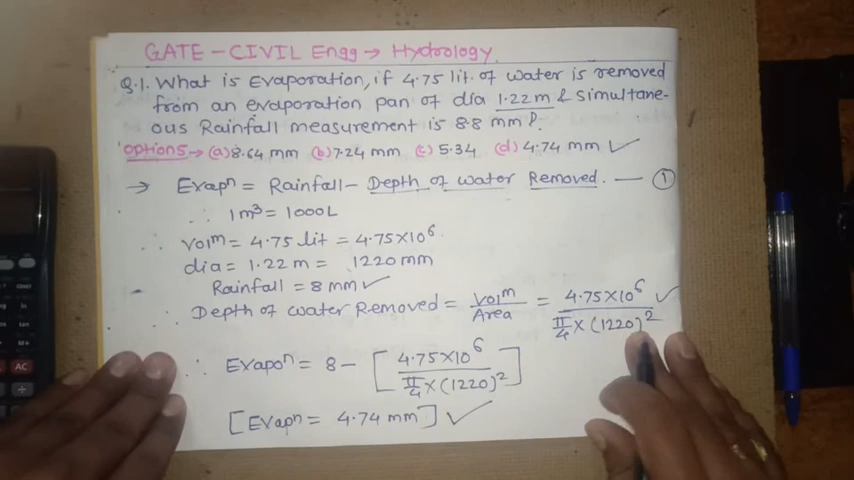 GATE - CIVIL Engg → Hydrology
Q.1. What is Evaporation, if 4.75 lit. of water is removed
from an evaporation pan of dia 1.22 m & simultane-
ous Rainfall measurement is 8.8 mm?
OPTIONS → (a) 8.64 mm (b) 7.24 mm (c) 5.34 (d) 4.74 mm ✓
→ Evapⁿ = Rainfall - Depth of water Removed. — ①
∴ 1m³ = 1000L
∴ volᵐ = 4.75 lit = 4.75×10⁶.
dia = 1.22 m = 1220 mm
Rainfall = 8 mm ✓
∴ Depth of water Removed = volᵐ/Area = 4.75×10⁶/(π/4 × (1220)²) ✓
∴ Evapoⁿ = 8 - [4.75×10⁶/(π/4 × (1220)²)]
[Evapⁿ = 4.74 mm] ✓
AC